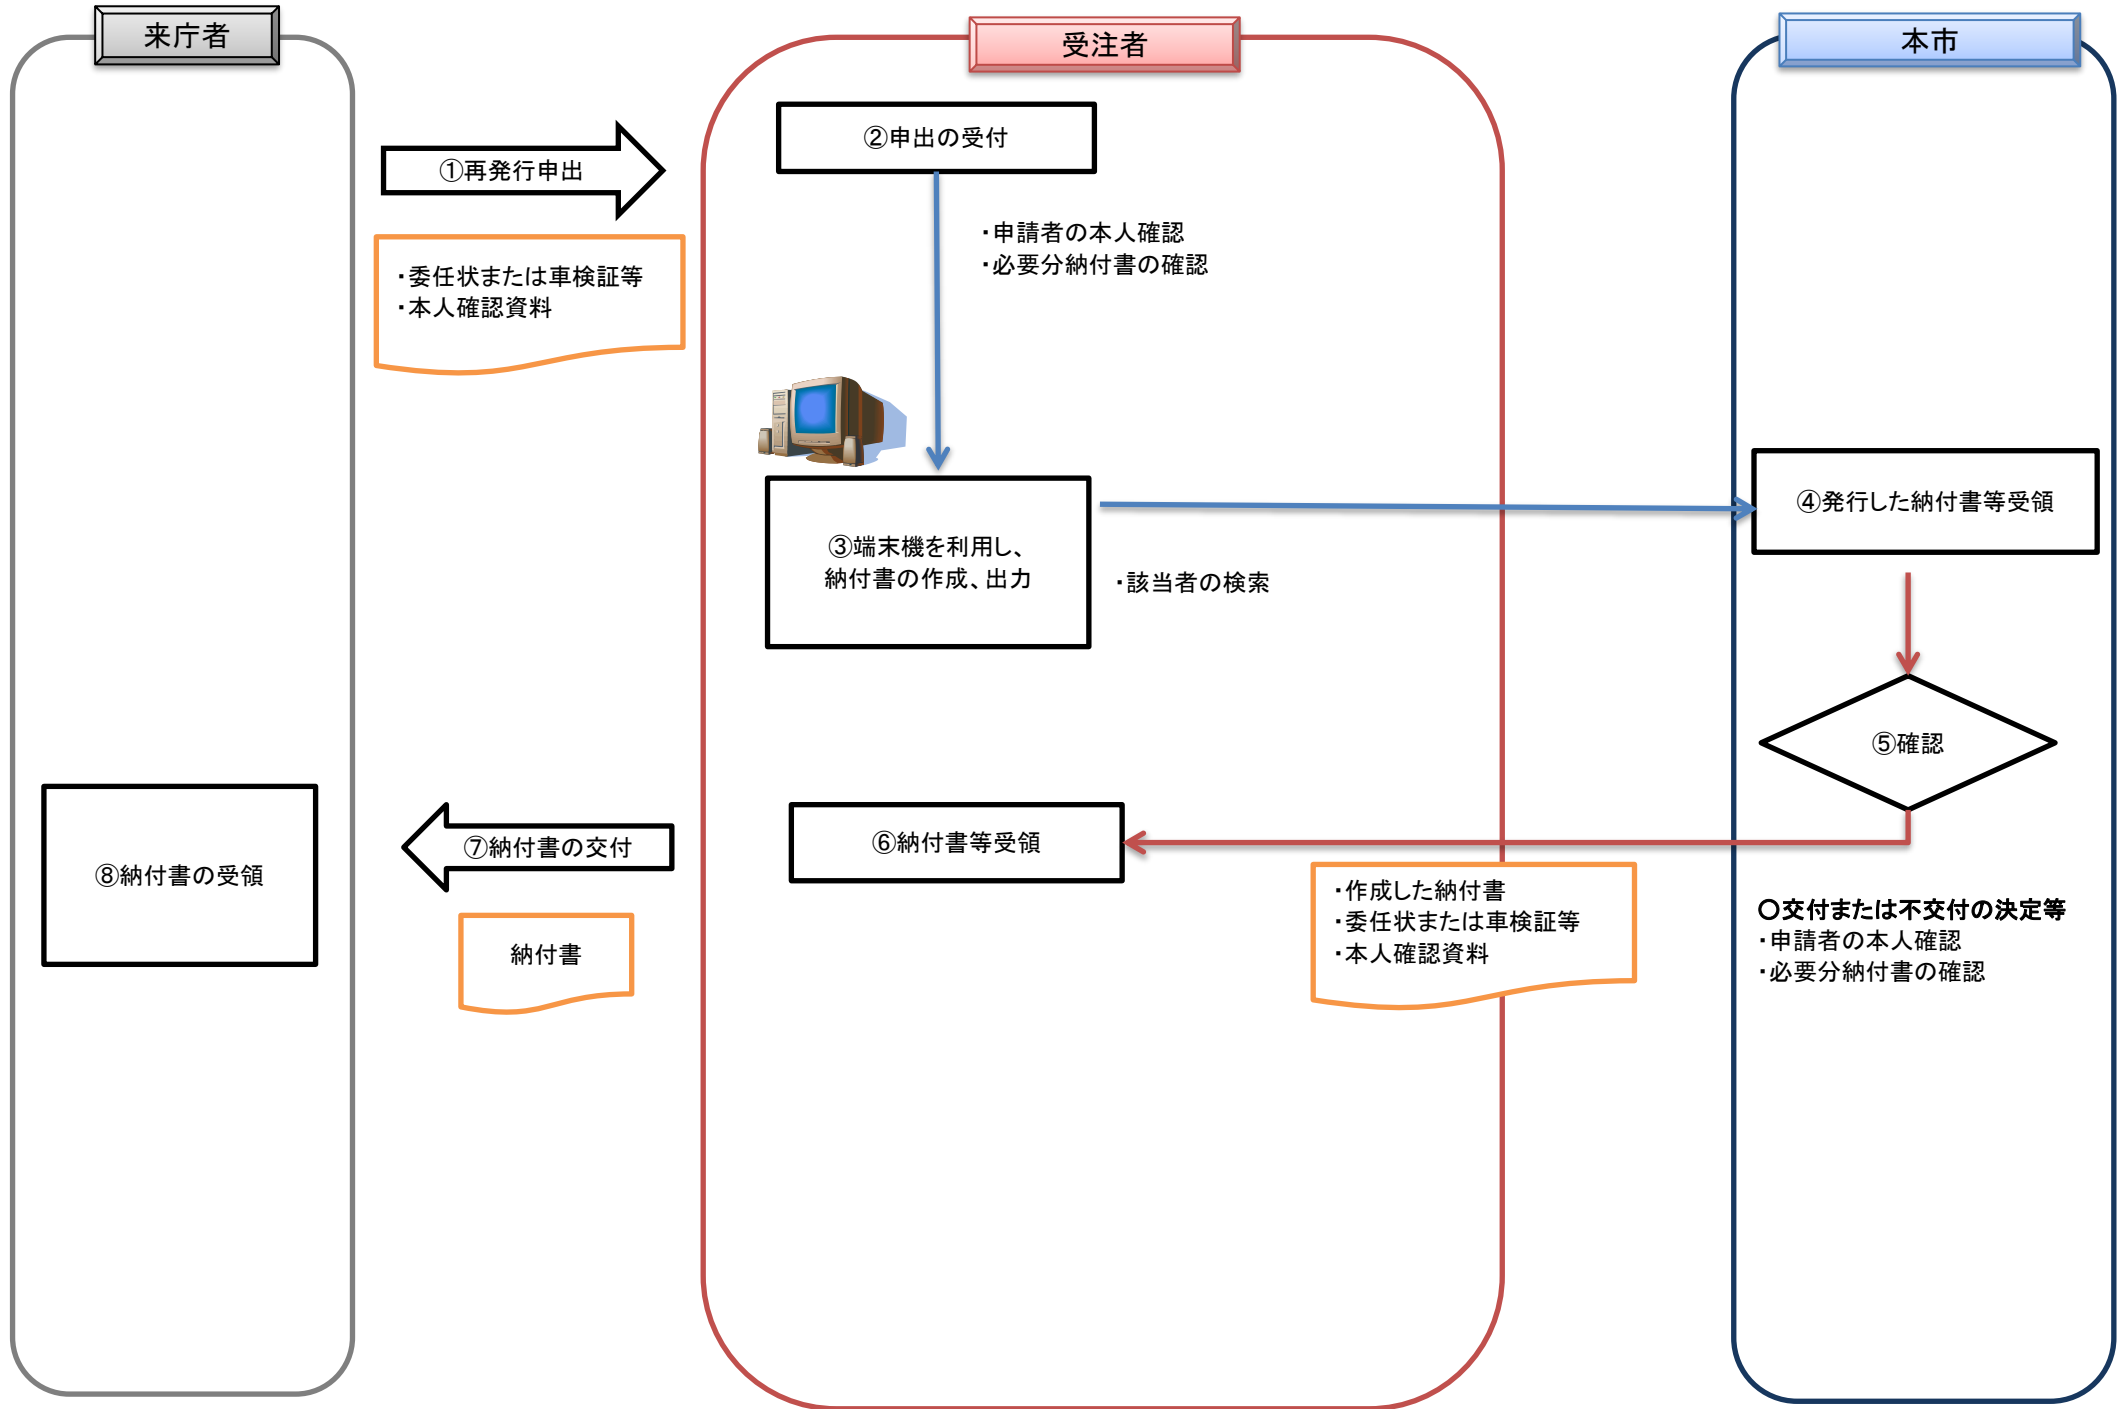 来庁者
受注者
本市
①再発行申出
・委任状または車検証等
・本人確認資料
②申出の受付
・申請者の本人確認
・必要分納付書の確認
③端末機を利用し、
納付書の作成、出力
・該当者の検索
④発行した納付書等受領
⑤確認
〇交付または不交付の決定等
・申請者の本人確認
・必要分納付書の確認
⑥納付書等受領
・作成した納付書
・委任状または車検証等
・本人確認資料
⑦納付書の交付
納付書
⑧納付書の受領